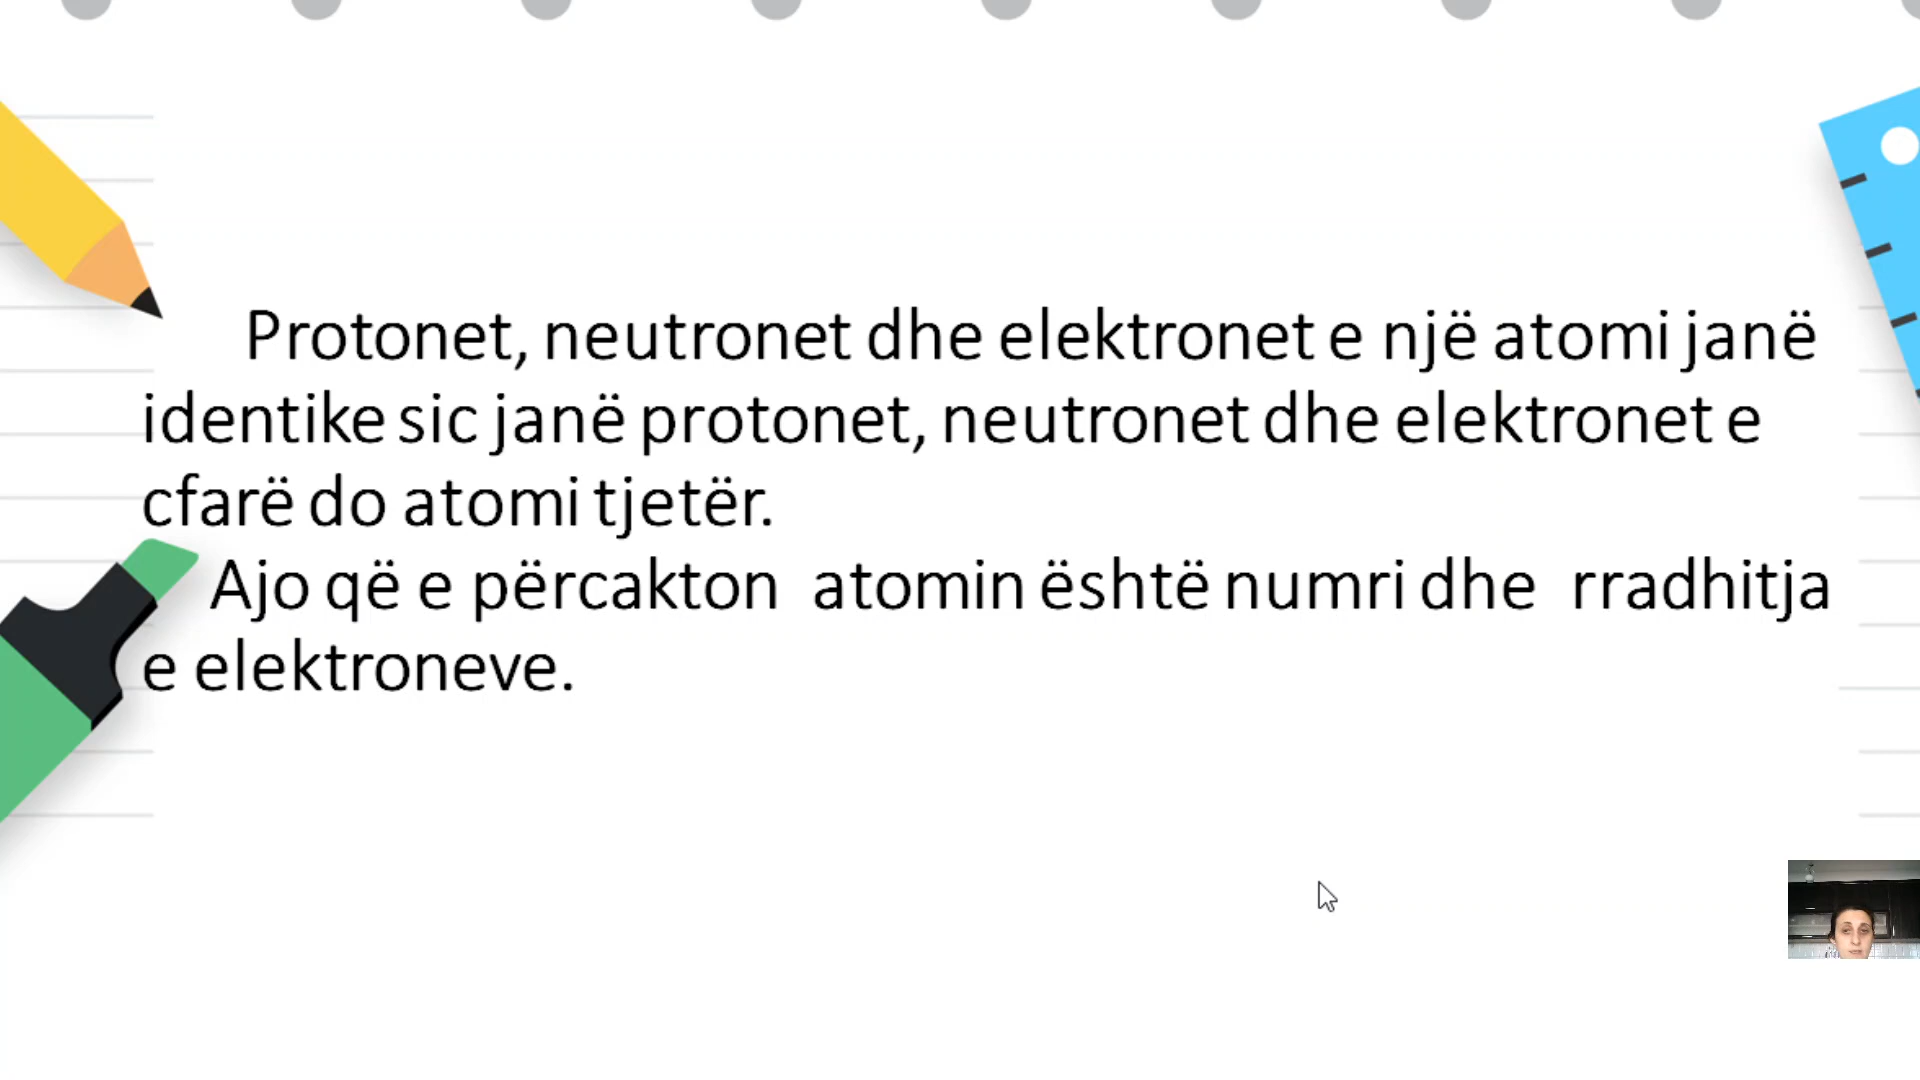 Protonet, neutronet dhe elektronet e një atomi janë
identike sic janë protonet, neutronet dhe elektronet e
cfarë do atomi tjetër.
Ajo që e përcakton atomin është numri dhe rradhitja
e elektroneve.